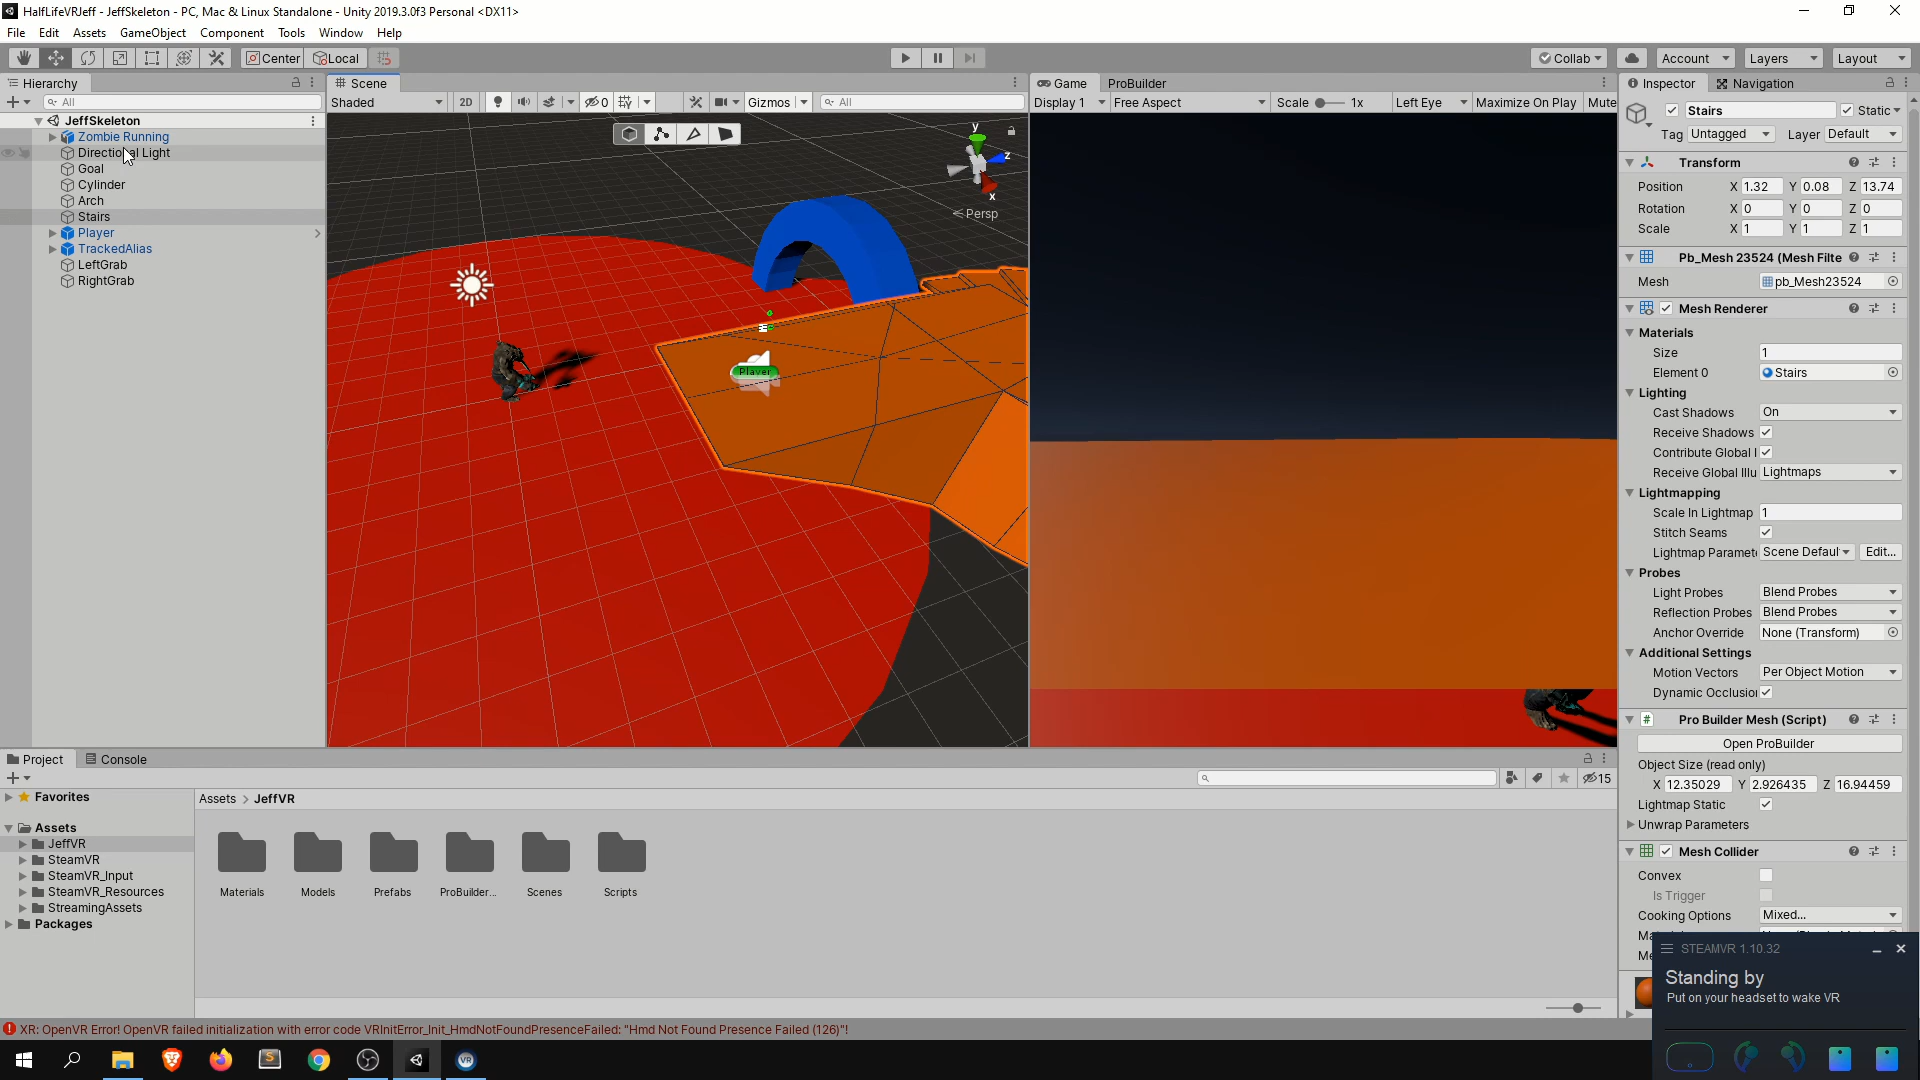 HalfLifeVRJeff - JeffSkeleton - PC, Mac & Linux Standalone - Unity 2019.3.0f3 Personal <DX11>
File Edit Assets GameObject Component Tools Window Help
Center Local Collab Account Layers Layout
Hierarchy
All
JeffSkeleton
Zombie Running
Directional Light
Goal
Cylinder
Arch
Stairs
Player
TrackedAlias
LeftGrab
RightGrab
Scene
Shaded 2D 0 Gizmos All
y
z
x
Persp
Player
Game ProBuilder
Display 1 Free Aspect Scale 1x Left Eye Maximize On Play Mute
Inspector Navigation
Stairs Static
Tag Untagged Layer Default
Transform
Position X 1.32 Y 0.08 Z 13.74
Rotation X 0 Y 0 Z 0
Scale X 1 Y 1 Z 1
Pb_Mesh 23524 (Mesh Filte
Mesh pb_Mesh23524
Mesh Renderer
Materials
Size 1
Element 0 Stairs
Lighting
Cast Shadows On
Receive Shadows
Contribute Global I
Receive Global Illu Lightmaps
Lightmapping
Scale In Lightmap 1
Stitch Seams
Lightmap Paramete Scene Default Edit...
Probes
Light Probes Blend Probes
Reflection Probes Blend Probes
Anchor Override None (Transform)
Additional Settings
Motion Vectors Per Object Motion
Dynamic Occlusion
Pro Builder Mesh (Script)
Open ProBuilder
Object Size (read only)
X 12.35029 Y 2.926435 Z 16.94459
Lightmap Static
Unwrap Parameters
Mesh Collider
Convex
Is Trigger
Cooking Options Mixed...
Project Console
15
Favorites
Assets
JeffVR
SteamVR
SteamVR_Input
SteamVR_Resources
StreamingAssets
Packages
Assets > JeffVR
Materials Models Prefabs ProBuilder... Scenes Scripts
STEAMVR 1.10.32
Standing by
Put on your headset to wake VR
XR: OpenVR Error! OpenVR failed initialization with error code VRInitError_Init_HmdNotFoundPresenceFailed: "Hmd Not Found Presence Failed (126)"!